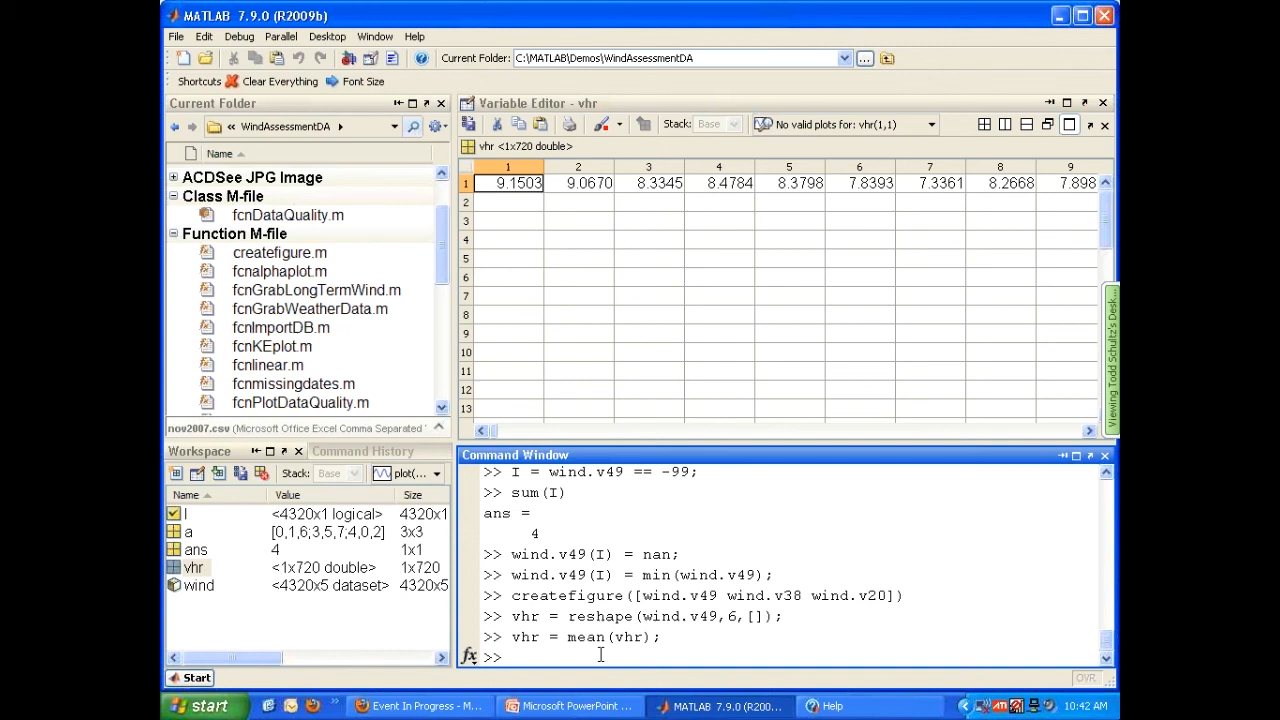 MATLAB 7.9.0 (R2009b)
File Edit Debug Parallel Desktop Window Help
Current Folder: C:\MATLAB\Demos\WindAssessmentDA
Shortcuts Clear Everything Font Size
Current Folder
« WindAssessmentDA
Name
ACDSee JPG Image
Class M-file
fcnDataQuality.m
Function M-file
createfigure.m
fcnalphaplot.m
fcnGrabLongTermWind.m
fcnGrabWeatherData.m
fcnImportDB.m
fcnKEplot.m
fcnlinear.m
fcnmissingdates.m
fcnPlotDataQuality.m
nov2007.csv (Microsoft Office Excel Comma Separated
Workspace Command History
Stack: Base plot(...
Name Value Size
I <4320x1 logical> 4320x1
a [0,1,6;3,5,7;4,0,2] 3x3
ans 4 1x1
vhr <1x720 double> 1x720
wind <4320x5 dataset> 4320x5
Start
Variable Editor - vhr
Stack: Base No valid plots for: vhr(1,1)
vhr <1x720 double>
1 2 3 4 5 6 7 8 9
1 9.1503 9.0670 8.3345 8.4784 8.3798 7.8393 7.3361 8.2668 7.898
2
3
4
5
6
7
8
9
10
11
12
13
Command Window
>> I = wind.v49 == -99;
>> sum(I)
ans =
4
>> wind.v49(I) = nan;
>> wind.v49(I) = min(wind.v49);
>> createfigure([wind.v49 wind.v38 wind.v20])
>> vhr = reshape(wind.v49,6,[]);
>> vhr = mean(vhr);
fx >>
OVR
Viewing Todd Schultz's Desk...
start Event In Progress - M... Microsoft PowerPoint ... MATLAB 7.9.0 (R200... Help 10:42 AM